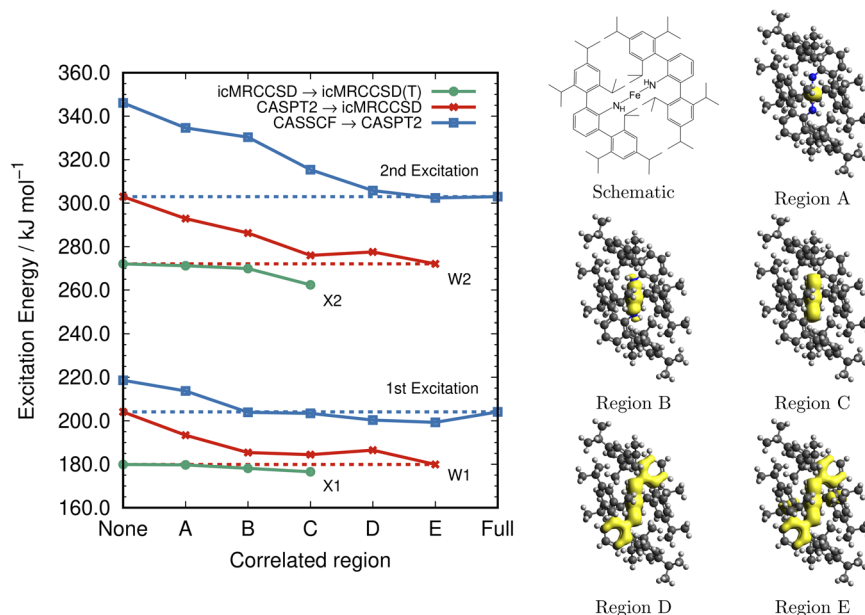 360.0
340.0
320.0
300.0
280.0
260.0
240.0
220.0
200.0
180.0
160.0
Excitation Energy / kJ mol⁻¹
icMRCCSD → icMRCCSD(T)
CASPT2 → icMRCCSD
CASSCF → CASPT2
2nd Excitation
W2
X2
1st Excitation
W1
X1
None A B C D E Full
Correlated region
H
N
Fe
N
H
Schematic
Region A
Region B
Region C
Region D
Region E